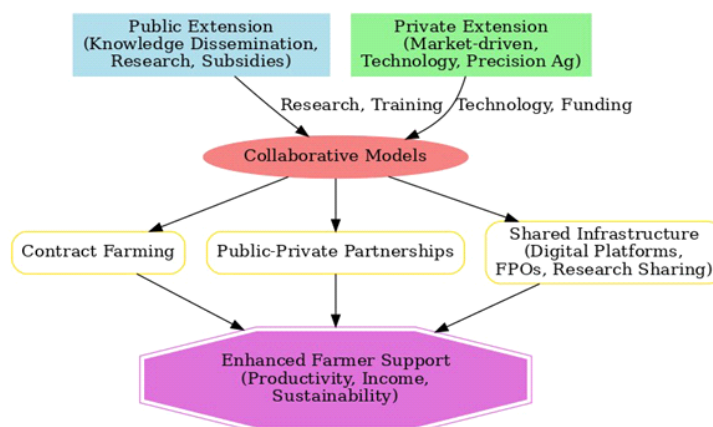 Public Extension
(Knowledge Dissemination,
Research, Subsidies)
Private Extension
(Market-driven,
Technology, Precision Ag)
Research, Training
Technology, Funding
Collaborative Models
Contract Farming
Public-Private Partnerships
Shared Infrastructure
(Digital Platforms,
FPOs, Research Sharing)
Enhanced Farmer Support
(Productivity, Income,
Sustainability)